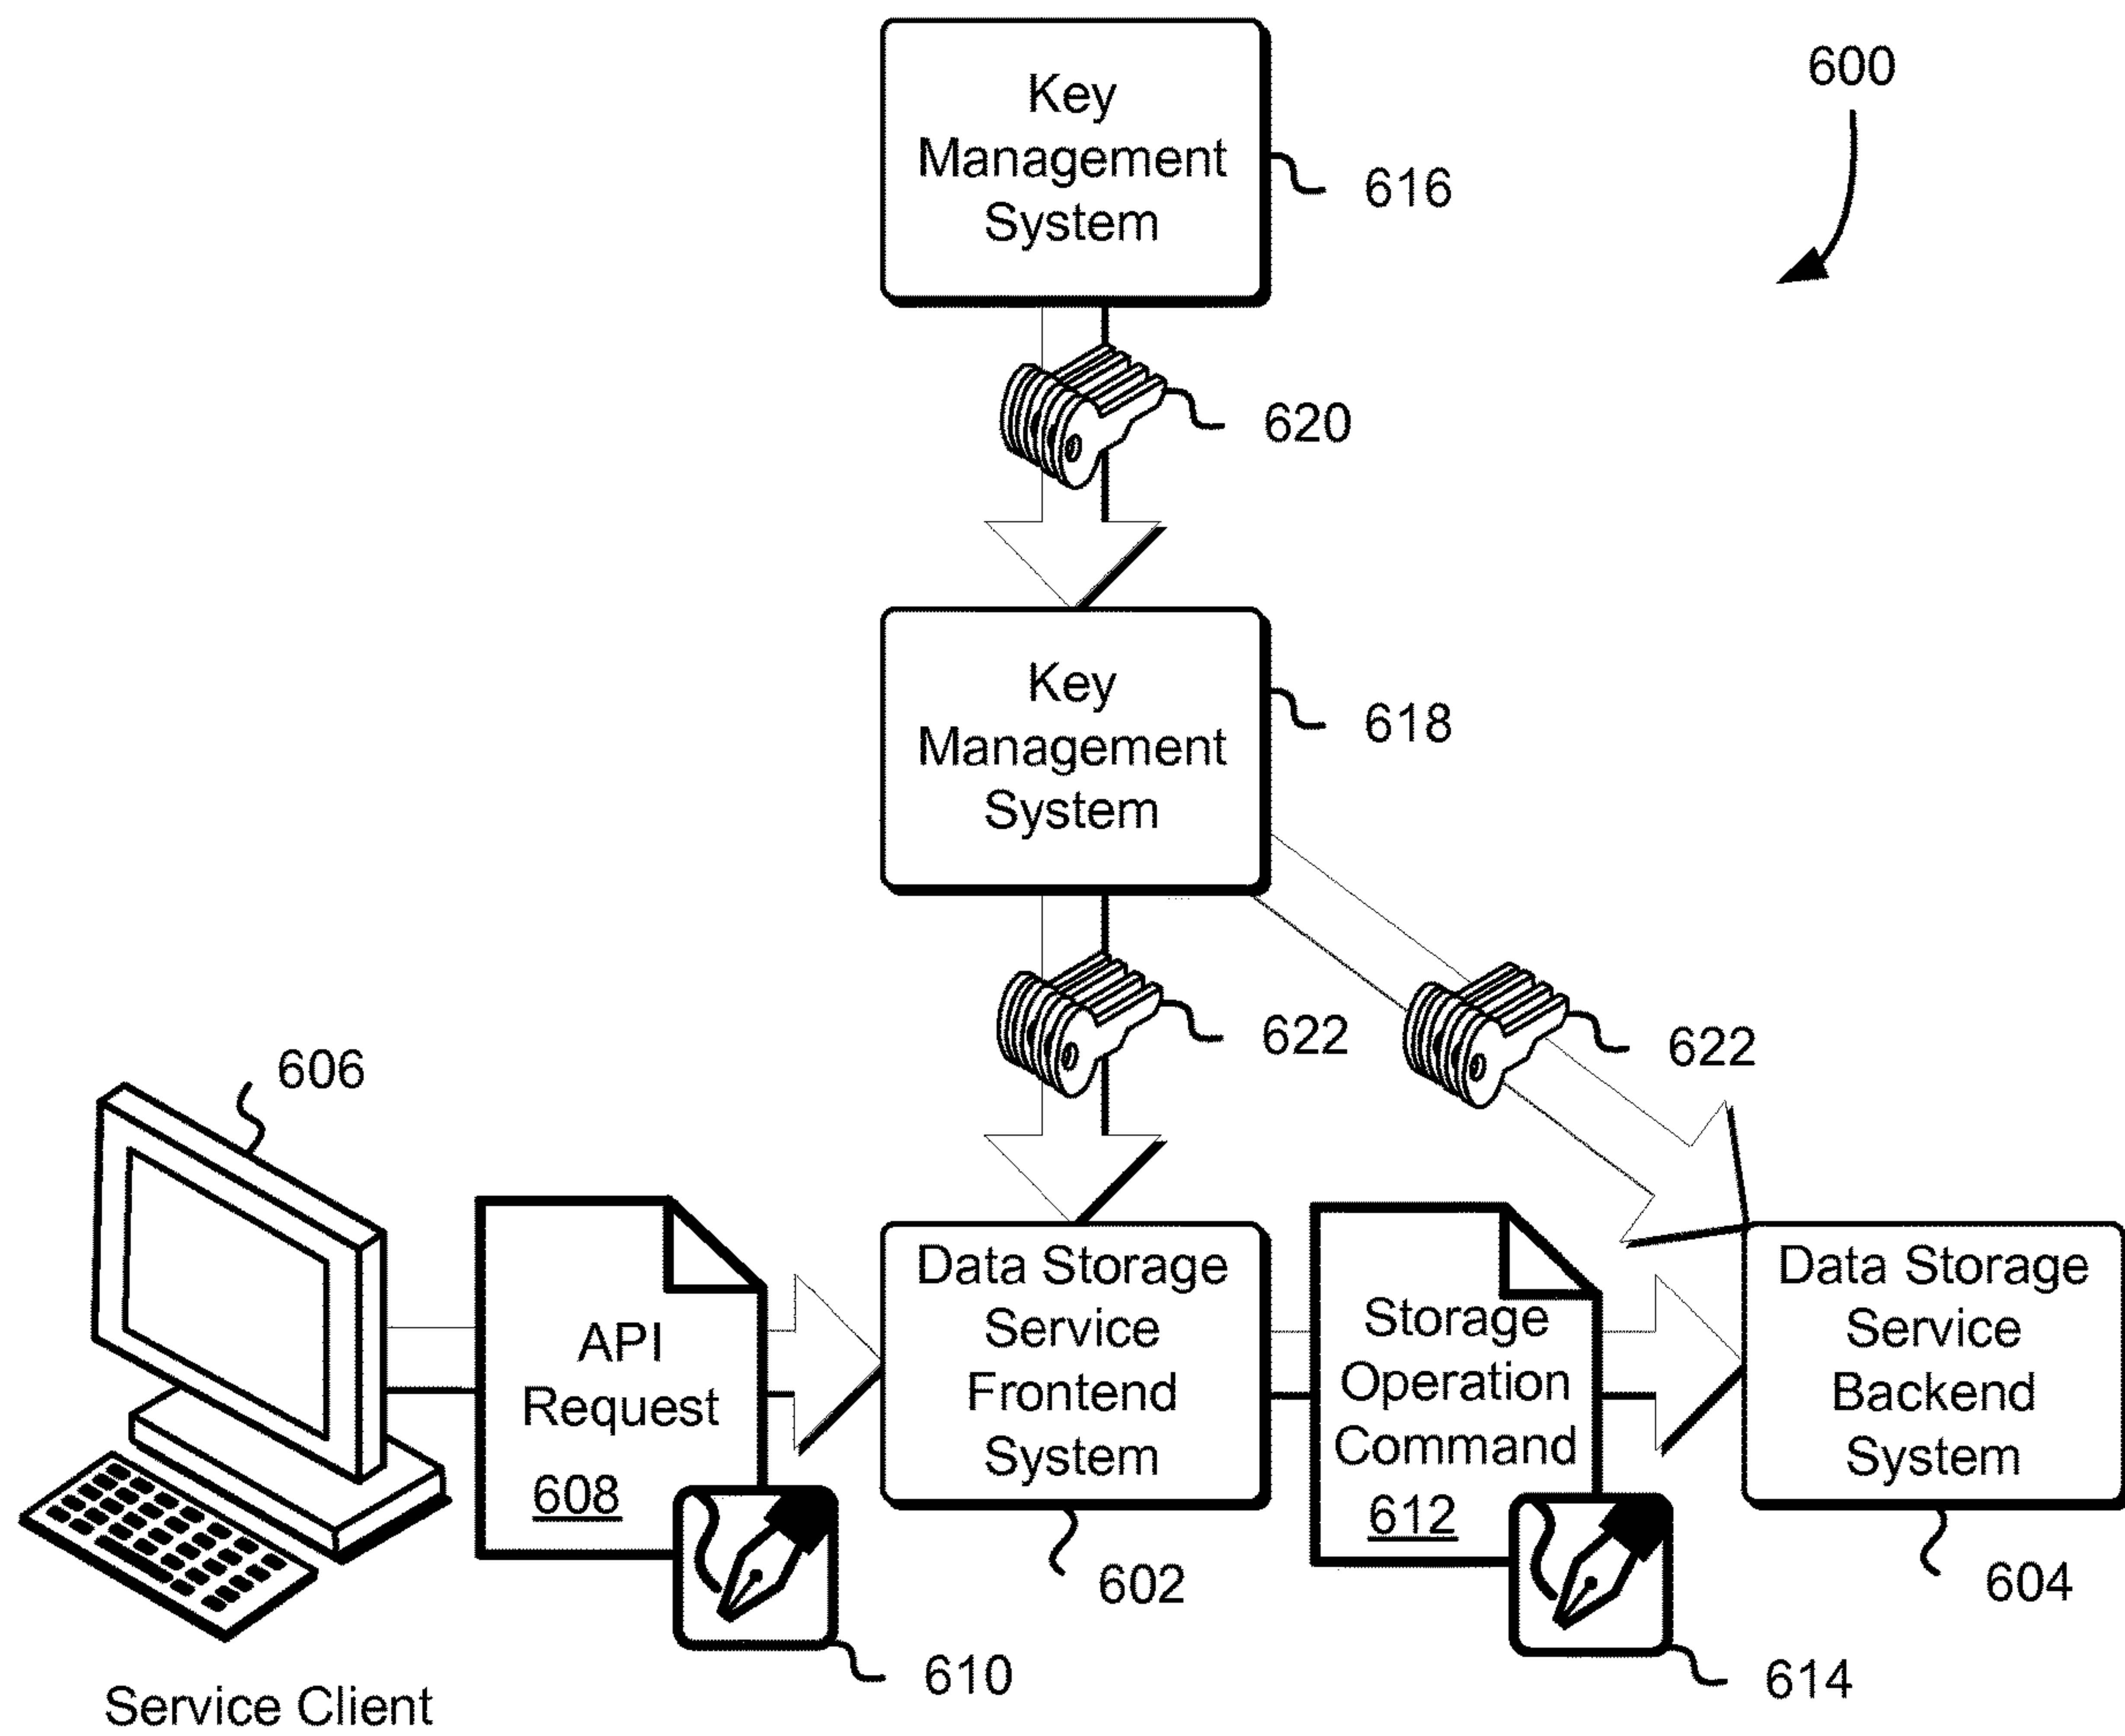 Key
Management
System
600
616
620
Key
Management
System
618
622
622
606
API
Request
608
Data Storage
Service
Frontend
System
Storage
Operation
Command
612
Data Storage
Service
Backend
System
602
604
610
614
Service Client